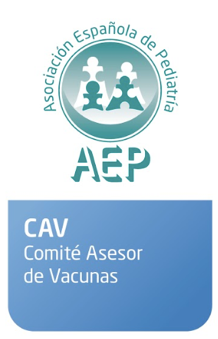 Asociación Española de Pediatría
AEP
CAV
Comité Asesor
de Vacunas